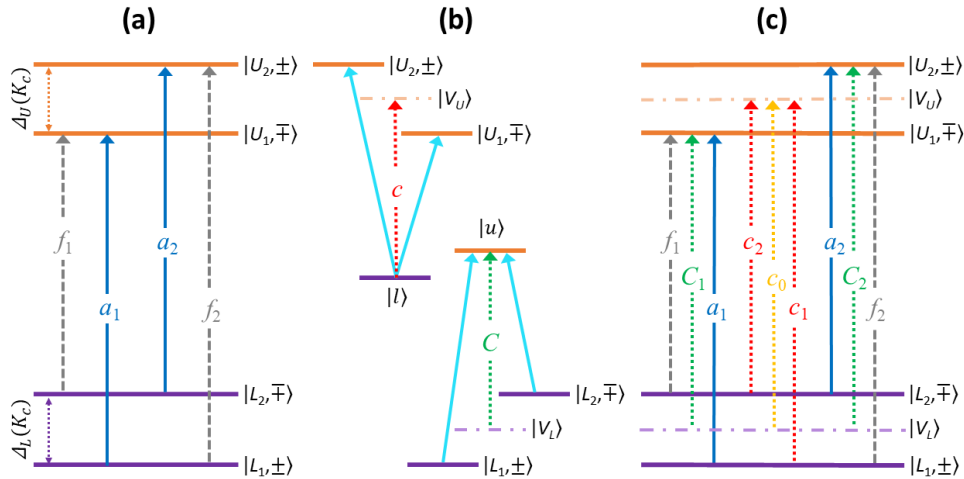 (a)
(b)
(c)
|U₂,±⟩
Δ_U(K_c)
|U₁,∓⟩
f₁
a₂
a₁
f₂
|L₂,∓⟩
Δ_L(K_c)
|L₁,±⟩
|U₂,±⟩
|V_U⟩
|U₁,∓⟩
c
|l⟩
|u⟩
C
|L₂,∓⟩
|V_L⟩
|L₁,±⟩
|U₂,±⟩
|V_U⟩
|U₁,∓⟩
f₁
C₁
a₁
c₂
c₀
c₁
a₂
C₂
f₂
|L₂,∓⟩
|V_L⟩
|L₁,±⟩